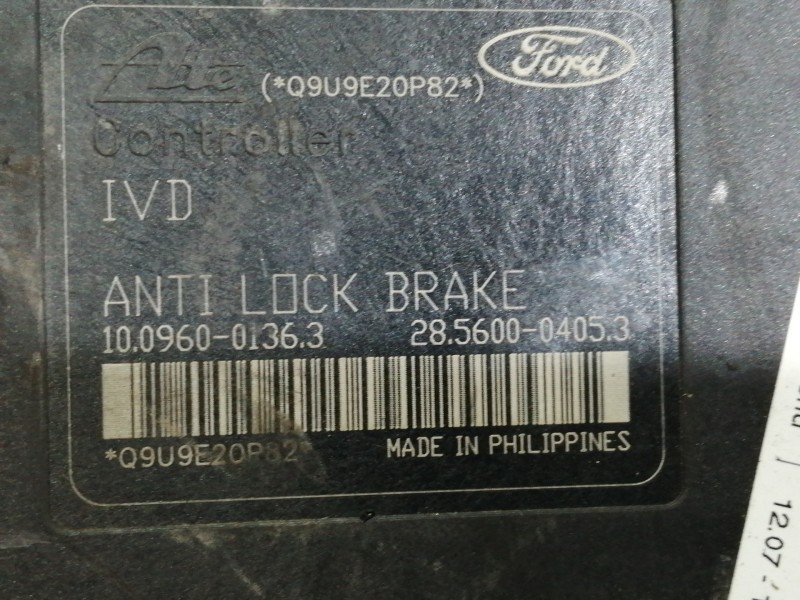 Ate (*Q9U9E20P82*) Ford
Controller
IVD
ANTI LOCK BRAKE
10.0960-0136.3 28.5600-0405.3
*Q9U9E20P82 MADE IN PHILIPPINES
12.07